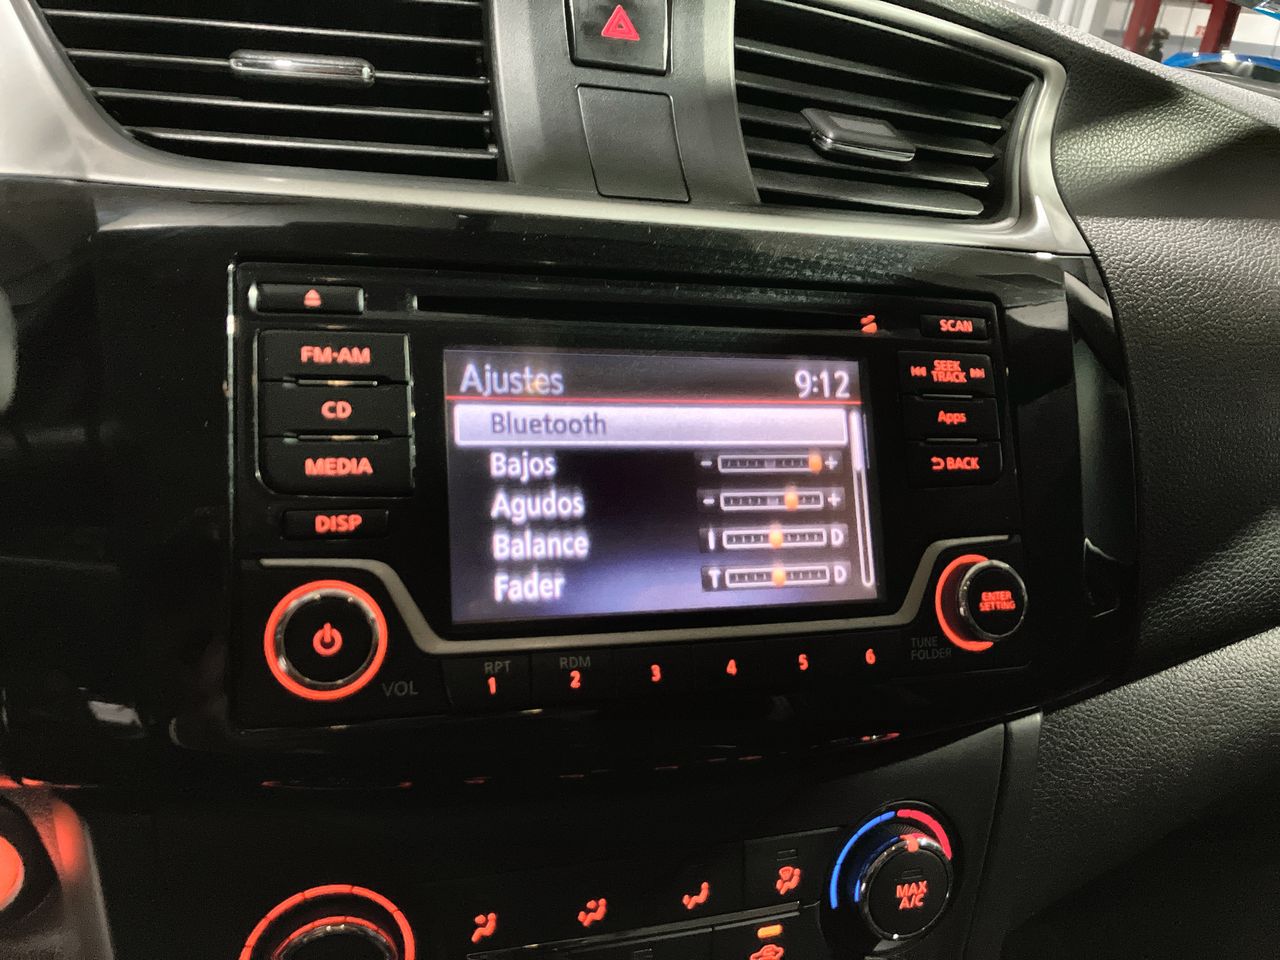 SCAN
FM·AM
SEEK
TRACK
CD
Apps
MEDIA
BACK
DISP
Ajustes 9:12
Bluetooth
Bajos - +
Agudos - +
Balance I D
Fader T D
ENTER
SETTING
VOL
RPT RDM
1 2 3 4 5 6
TUNE
FOLDER
MAX
A/C